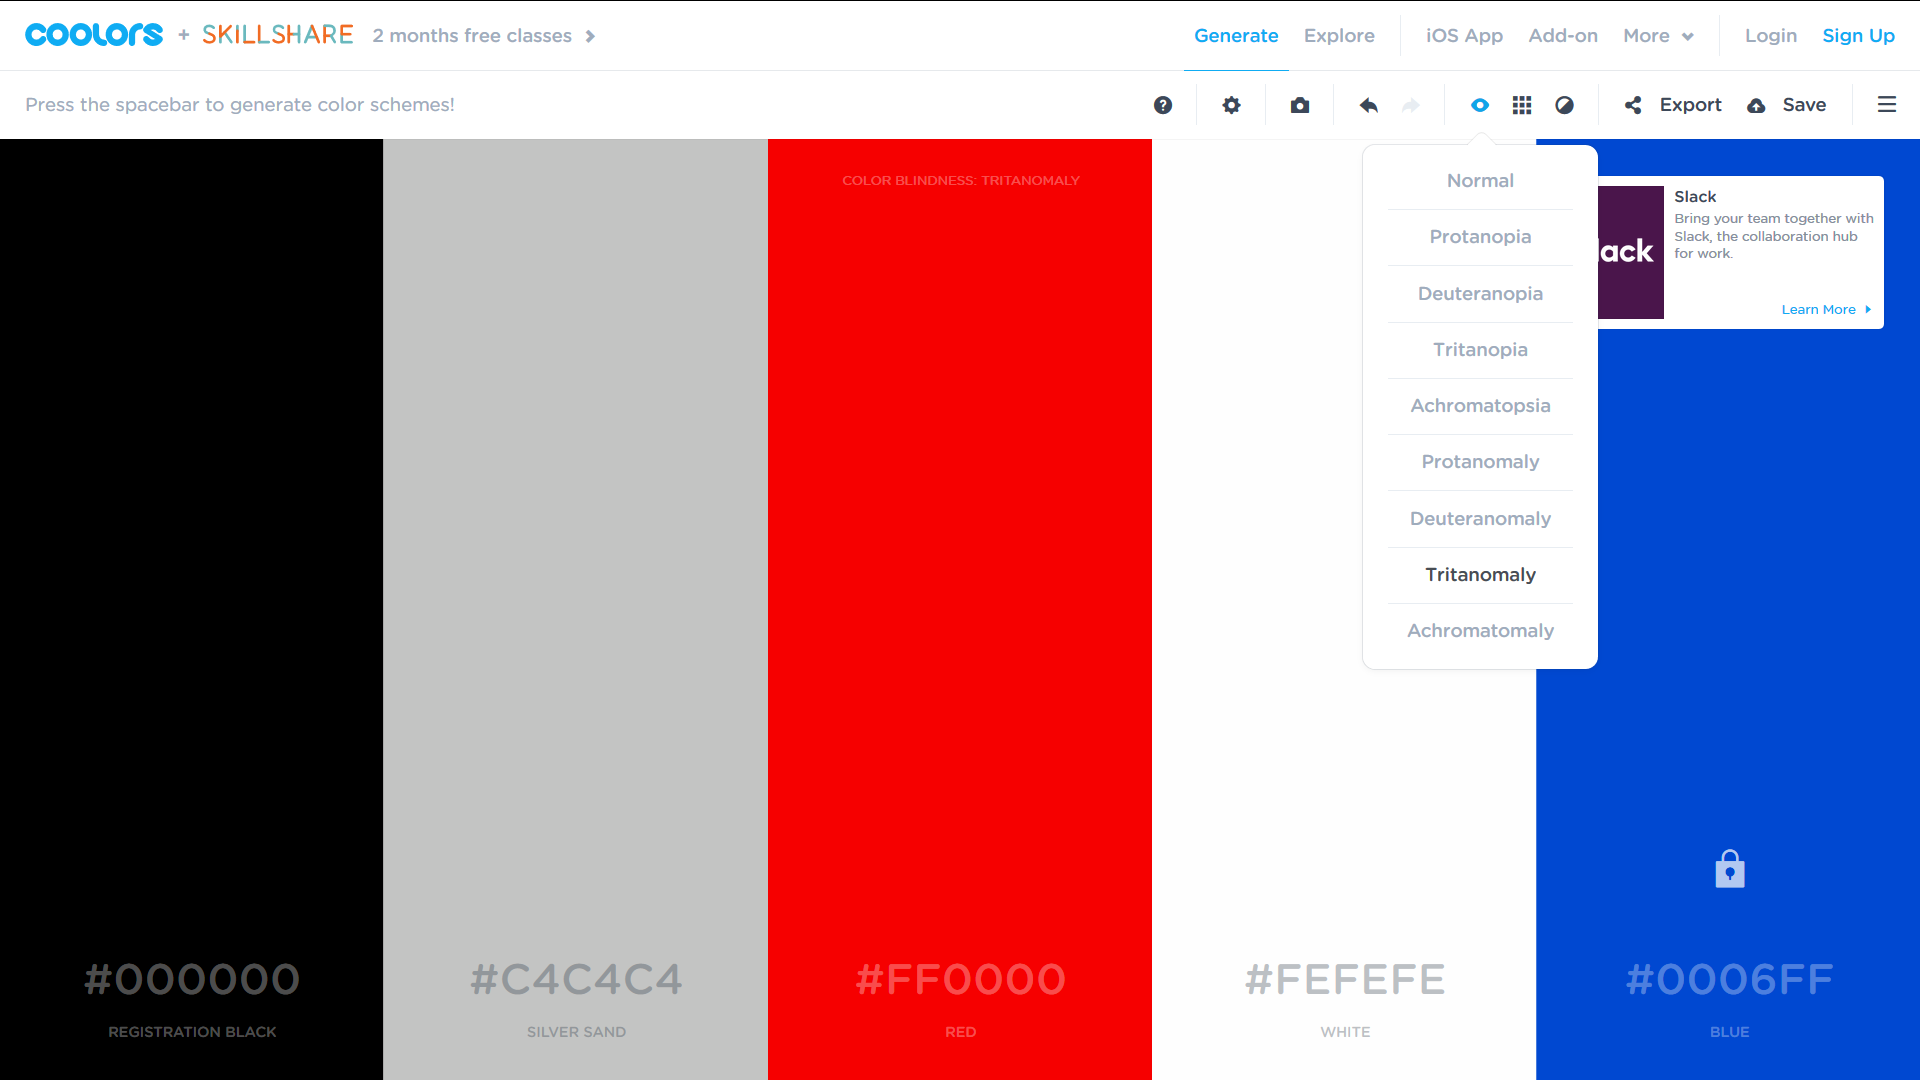 coolors + SKILLSHARE 2 months free classes
Generate Explore iOS App Add-on More Login Sign Up
Press the spacebar to generate color schemes!
Export Save
COLOR BLINDNESS: TRITANOMALY
Normal
Protanopia
Deuteranopia
Tritanopia
Achromatopsia
Protanomaly
Deuteranomaly
Tritanomaly
Achromatomaly
lack
Slack
Bring your team together with
Slack, the collaboration hub
for work.
Learn More
#000000
REGISTRATION BLACK
#C4C4C4
SILVER SAND
#FF0000
RED
#FEFEFE
WHITE
#0006FF
BLUE